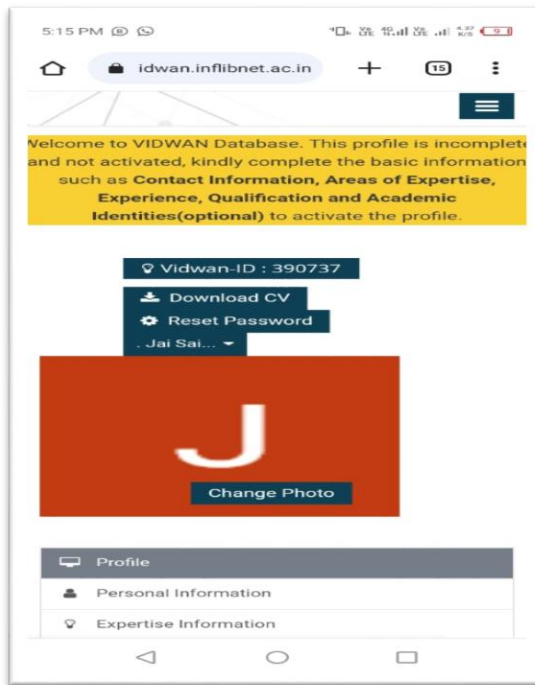 5:15 PM
4.37
K/S
9
idwan.inflibnet.ac.in
15
Welcome to VIDWAN Database. This profile is incomplete
and not activated, kindly complete the basic information
such as Contact Information, Areas of Expertise,
Experience, Qualification and Academic
Identities(optional) to activate the profile.
Vidwan-ID : 390737
Download CV
Reset Password
. Jai Sai...
J
Change Photo
Profile
Personal Information
Expertise Information